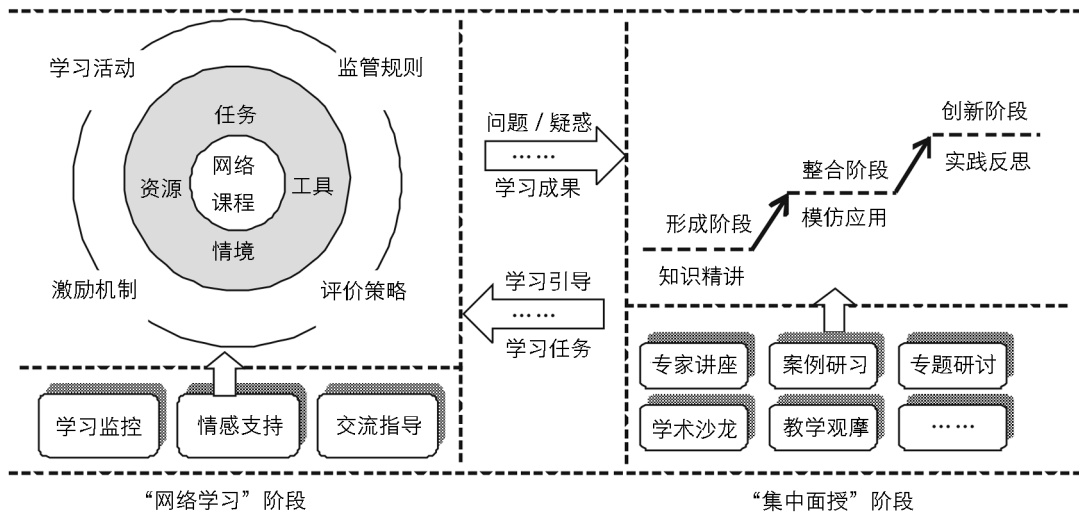 学习活动
监管规则
任务
网络
课程
资源
工具
情境
激励机制
评价策略
学习监控
情感支持
交流指导
“网络学习”阶段
问题 / 疑惑
……
学习成果
学习引导
……
学习任务
创新阶段
实践反思
整合阶段
模仿应用
形成阶段
知识精讲
专家讲座
案例研习
专题研讨
学术沙龙
教学观摩
……
“集中面授”阶段